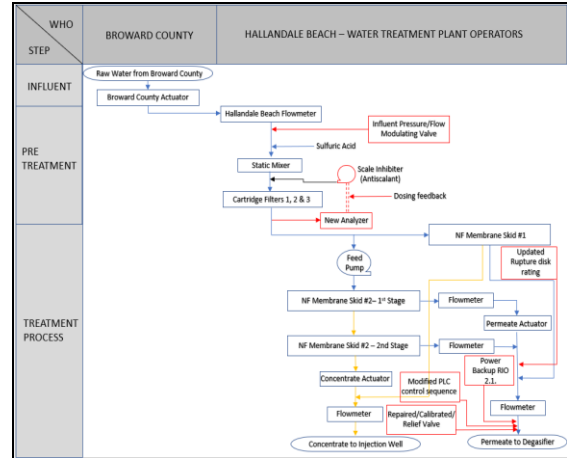 WHO
STEP
BROWARD COUNTY
HALLANDALE BEACH – WATER TREATMENT PLANT OPERATORS
INFLUENT
Raw Water from Broward County
Broward County Actuator
PRE
TREATMENT
Hallandale Beach Flowmeter
Influent Pressure/Flow
Modulating Valve
Sulfuric Acid
Static Mixer
Scale Inhibiter
(Antiscalant)
Cartridge Filters 1, 2 & 3
Dosing feedback
New Analyzer
TREATMENT
PROCESS
NF Membrane Skid #1
Feed
Pump
Updated
Rupture disk
rating
NF Membrane Skid #2– 1st Stage
Flowmeter
Permeate Actuator
NF Membrane Skid #2 – 2nd Stage
Flowmeter
Concentrate Actuator
Modified PLC
control sequence
Power
Backup RIO
2.1.
Flowmeter
Repaired/Calibrated/
Relief Valve
Flowmeter
Concentrate to Injection Well
Permeate to Degasifier